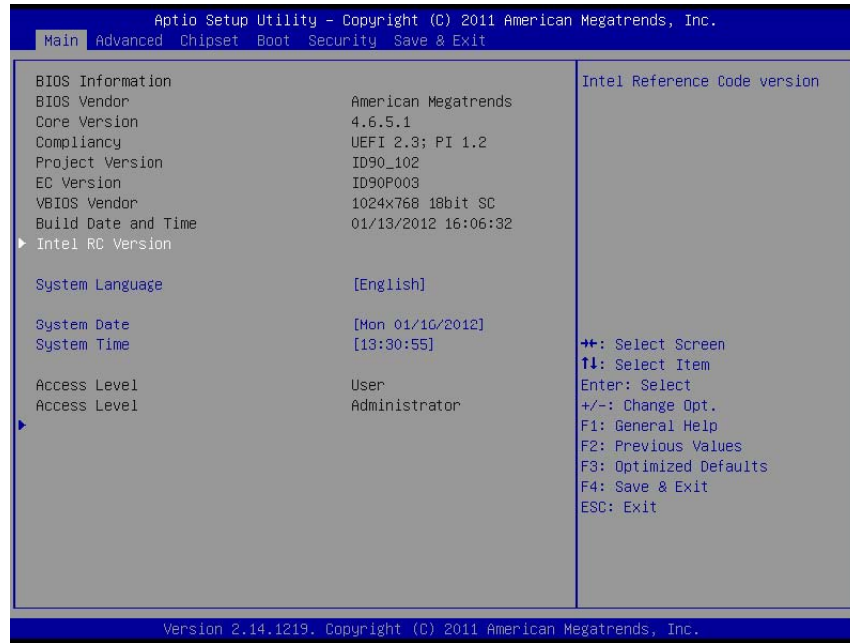 Aptio Setup Utility – Copyright (C) 2011 American Megatrends, Inc.
Main Advanced Chipset Boot Security Save & Exit
BIOS Information
BIOS Vendor American Megatrends
Core Version 4.6.5.1
Compliancy UEFI 2.3; PI 1.2
Project Version ID90_102
EC Version ID90P003
VBIOS Vendor 1024x768 18bit SC
Build Date and Time 01/13/2012 16:06:32
Intel RC Version
System Language [English]
System Date [Mon 01/16/2012]
System Time [13:30:55]
Access Level User
Access Level Administrator
Intel Reference Code version
→←: Select Screen
↑↓: Select Item
Enter: Select
+/-: Change Opt.
F1: General Help
F2: Previous Values
F3: Optimized Defaults
F4: Save & Exit
ESC: Exit
Version 2.14.1219. Copyright (C) 2011 American Megatrends, Inc.